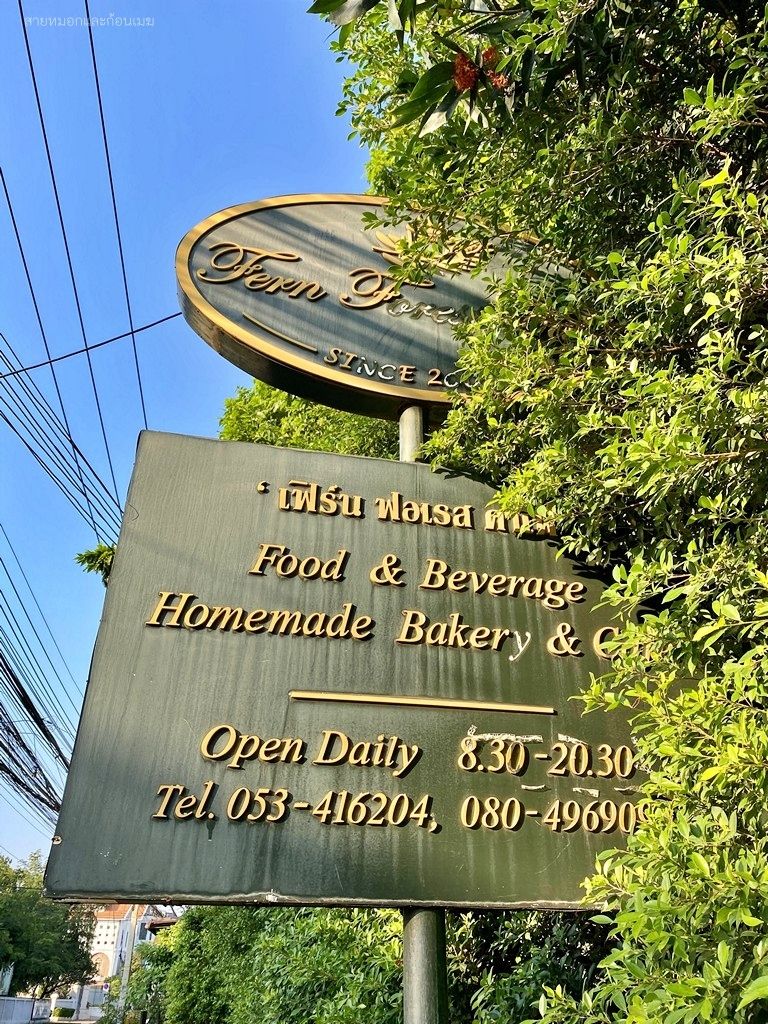 สายหมอกและก้อนเมฆ
Fern
SINCE
‘ เฟิร์น ฟอเรส
Food & Beverage
Homemade Bakery &
Open Daily 8.30-20.30
Tel. 053-416204,